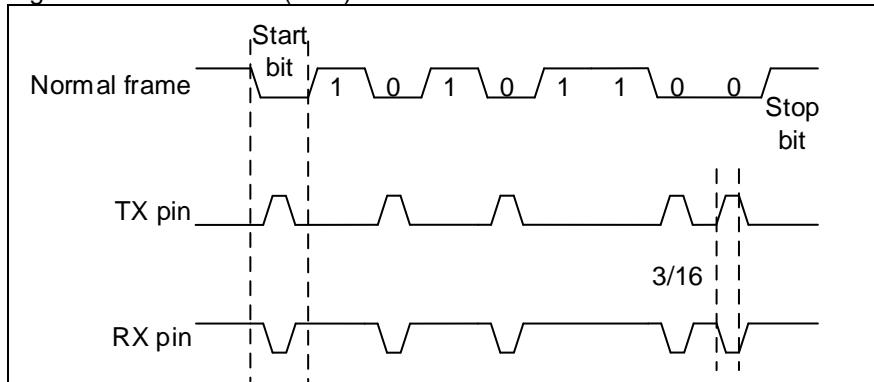 Start
bit
Normal frame
1 0 1 0 1 1 0 0
Stop
bit
TX pin
3/16
RX pin